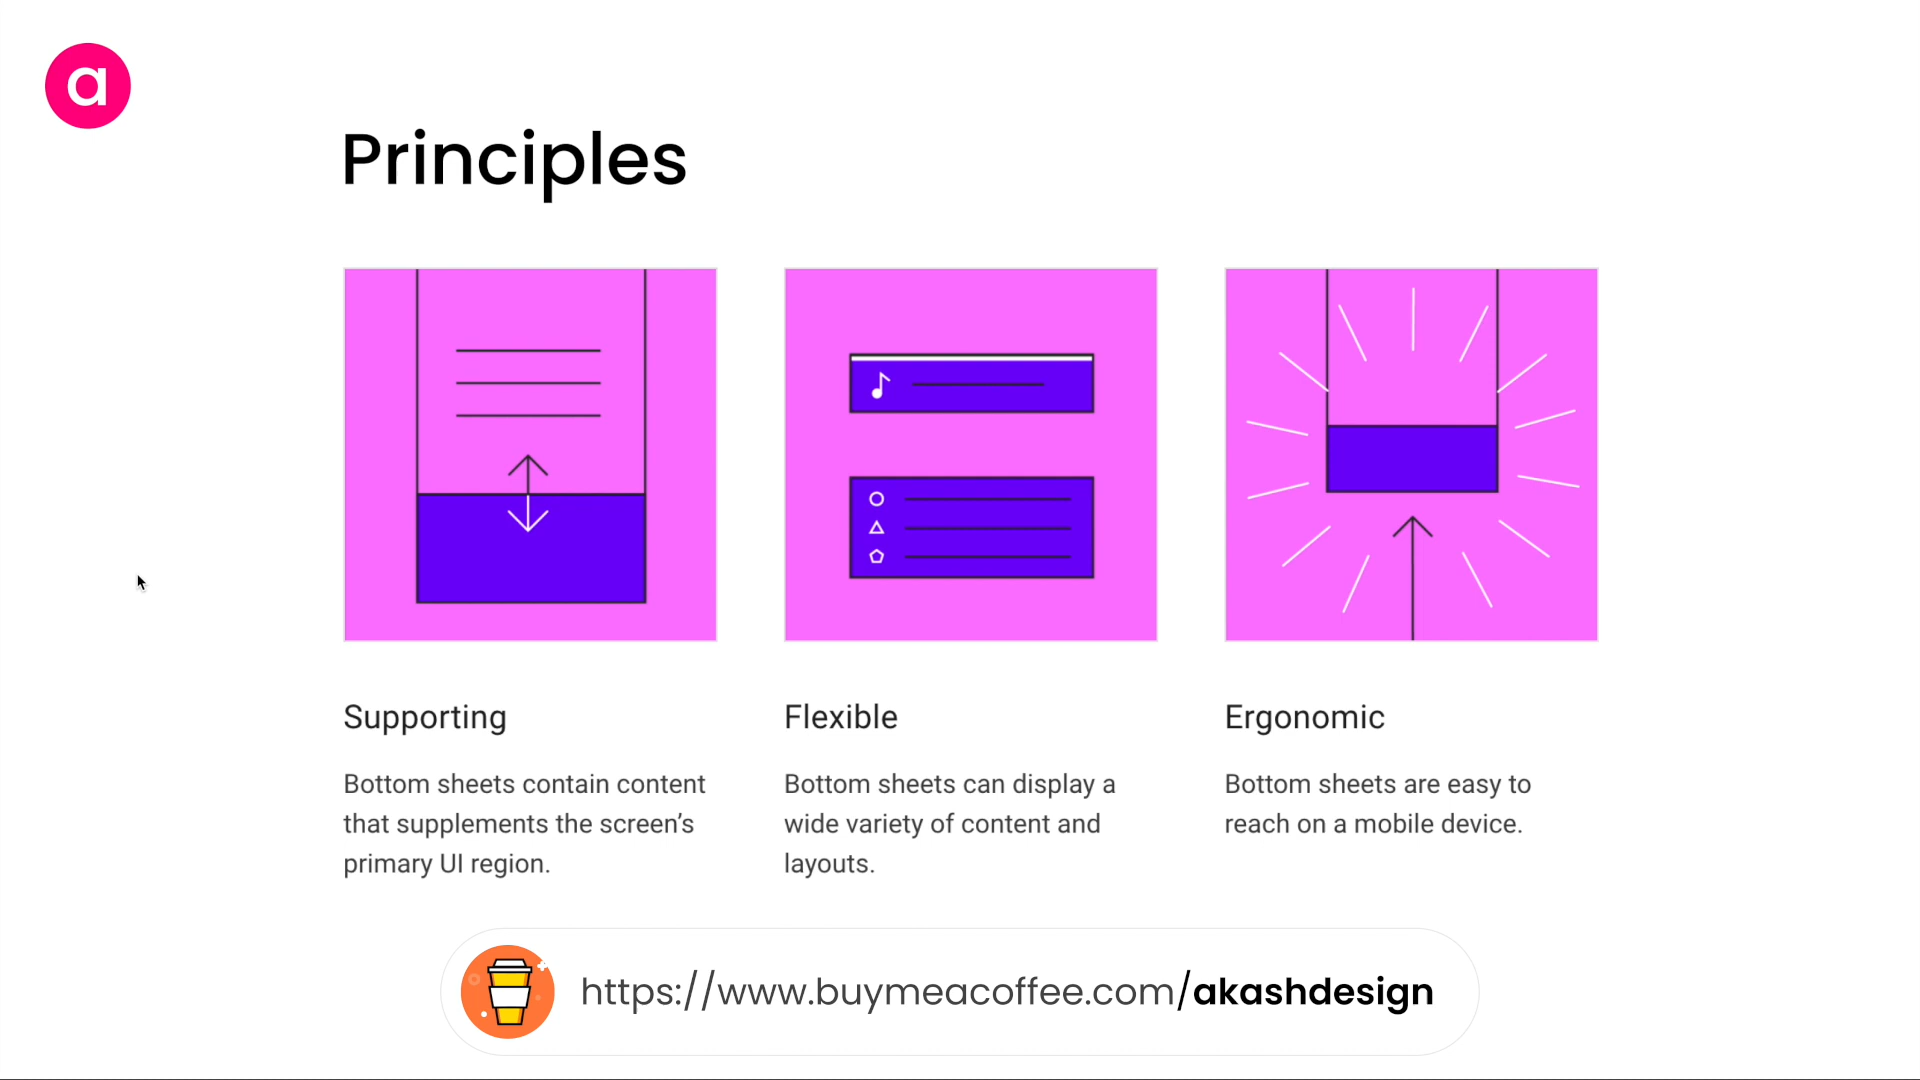 a
Principles
Supporting
Bottom sheets contain content
that supplements the screen’s
primary UI region.
Flexible
Bottom sheets can display a
wide variety of content and
layouts.
Ergonomic
Bottom sheets are easy to
reach on a mobile device.
https://www.buymeacoffee.com/akashdesign